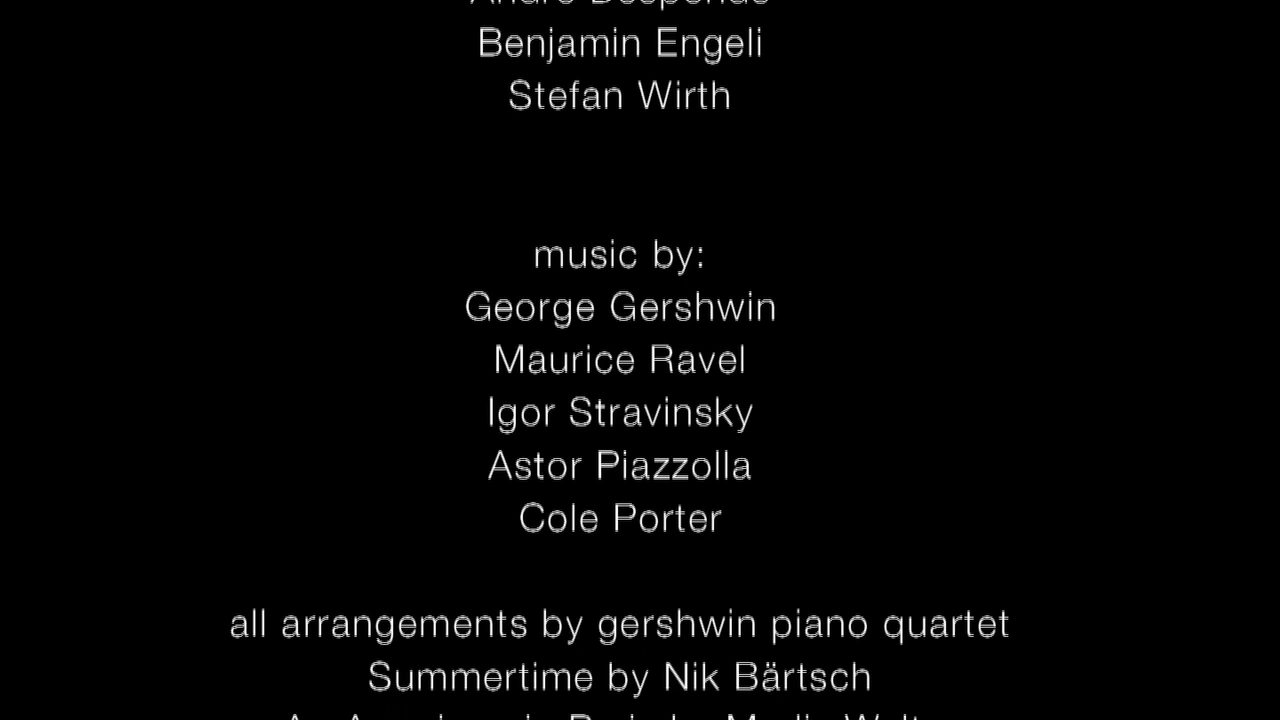 Benjamin Engeli
Stefan Wirth
music by:
George Gershwin
Maurice Ravel
Igor Stravinsky
Astor Piazzolla
Cole Porter
all arrangements by gershwin piano quartet
Summertime by Nik Bärtsch